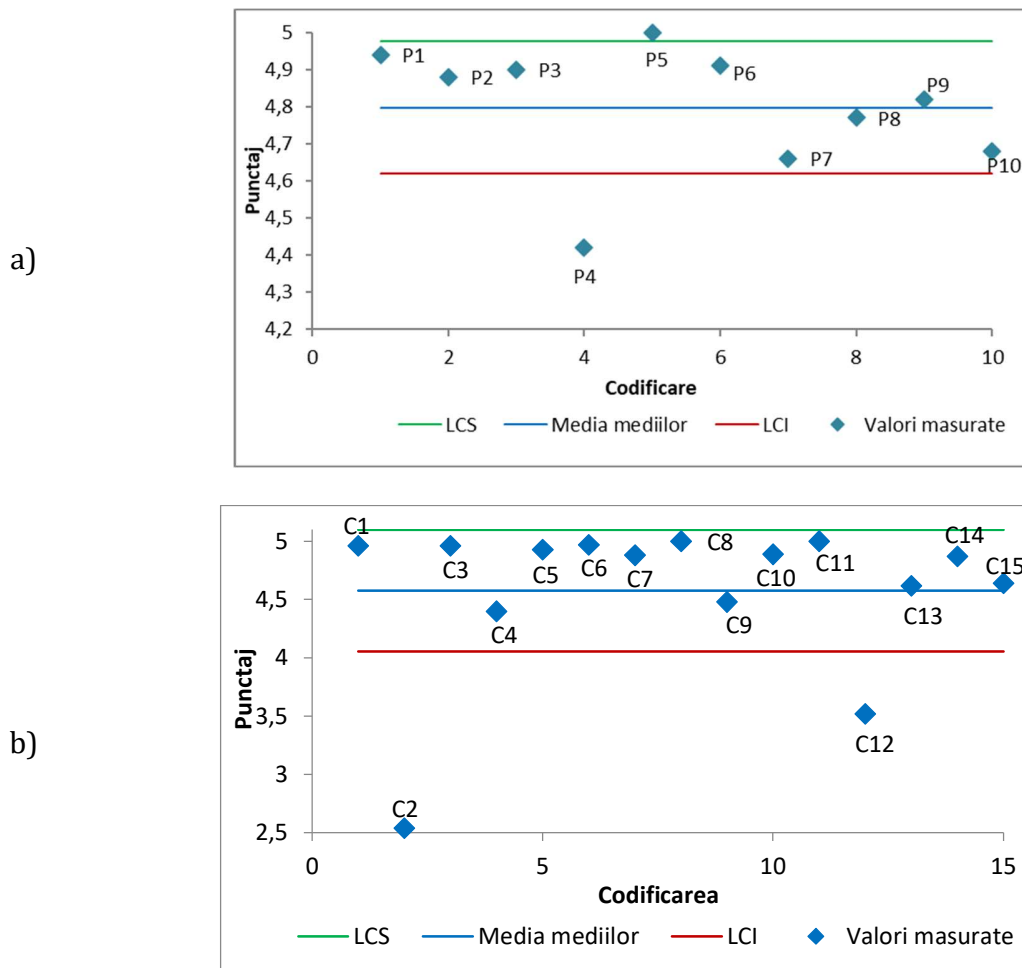 a)
Punctaj
5
4,9
4,8
4,7
4,6
4,5
4,4
4,3
4,2
P1
P2
P3
P4
P5
P6
P7
P8
P9
P10
0 2 4 6 8 10
Codificare
LCS Media mediilor LCI Valori masurate
b)
Punctaj
5
4,5
4
3,5
3
2,5
C1
C2
C3
C4
C5
C6
C7
C8
C9
C10
C11
C12
C13
C14
C15
0 5 10 15
Codificarea
LCS Media mediilor LCI Valori masurate